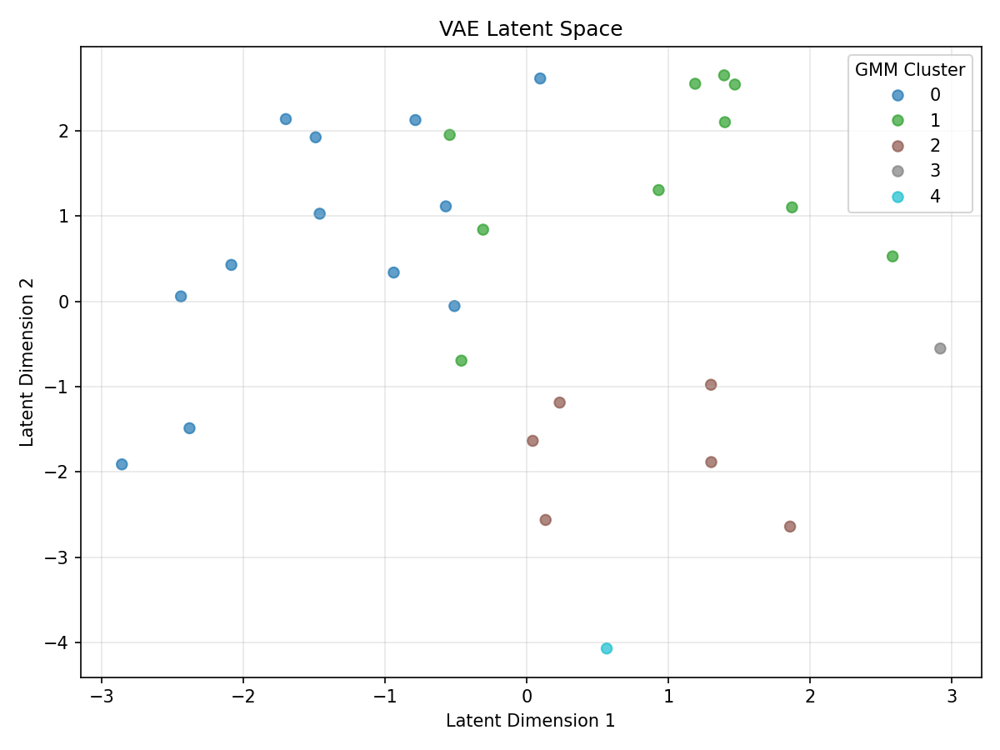 VAE Latent Space
GMM Cluster
0
1
2
3
4
2
1
0
−1
−2
−3
−4
Latent Dimension 2
−3 −2 −1 0 1 2 3
Latent Dimension 1